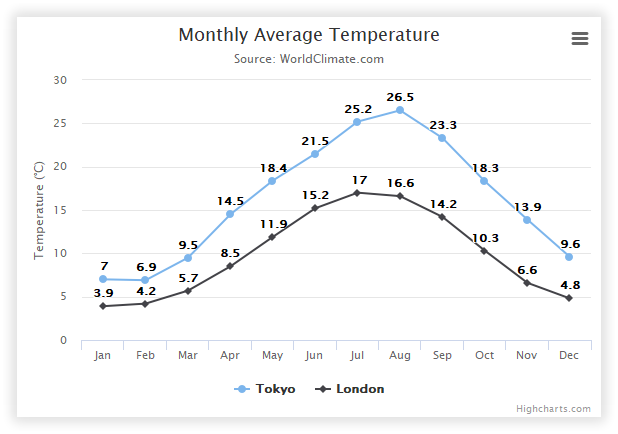 Monthly Average Temperature
Source: WorldClimate.com
Temperature (°C)
30
25
20
15
10
5
0
7 6.9 9.5 14.5 18.4 21.5 25.2 26.5 23.3 18.3 13.9 9.6
3.9 4.2 5.7 8.5 11.9 15.2 17 16.6 14.2 10.3 6.6 4.8
Jan Feb Mar Apr May Jun Jul Aug Sep Oct Nov Dec
Tokyo London
Highcharts.com